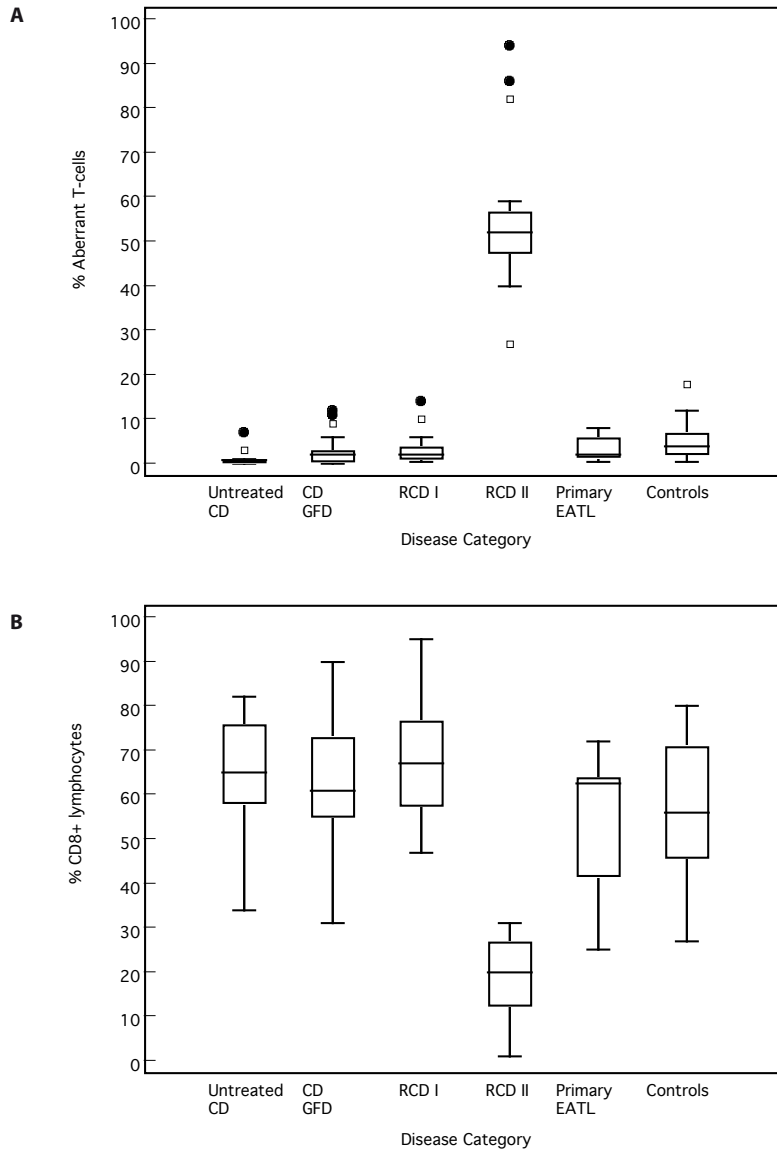 A
% Aberrant T-cells
100
90
80
70
60
50
40
30
20
10
0
Untreated CD
CD GFD
RCD I
RCD II
Primary EATL
Controls
Disease Category
B
% CD8+ lymphocytes
100
90
80
70
60
50
40
30
20
10
0
Untreated CD
CD GFD
RCD I
RCD II
Primary EATL
Controls
Disease Category